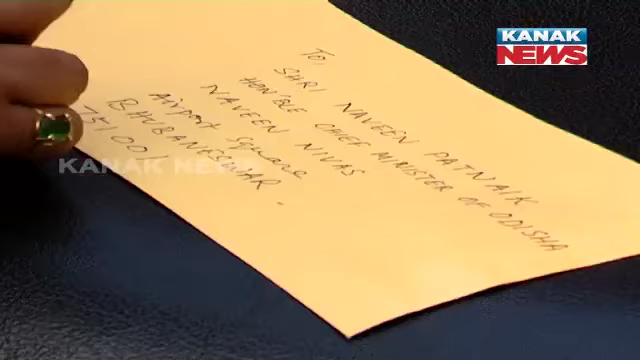 KANAK
NEWS
To,
SHRI NAVEEN PATNAIK
HON'BLE CHIEF MINISTER OF ODISHA
NAVEEN NIVAS
Airport Square
BHUBANESWAR.
75100
KANAK NEWS